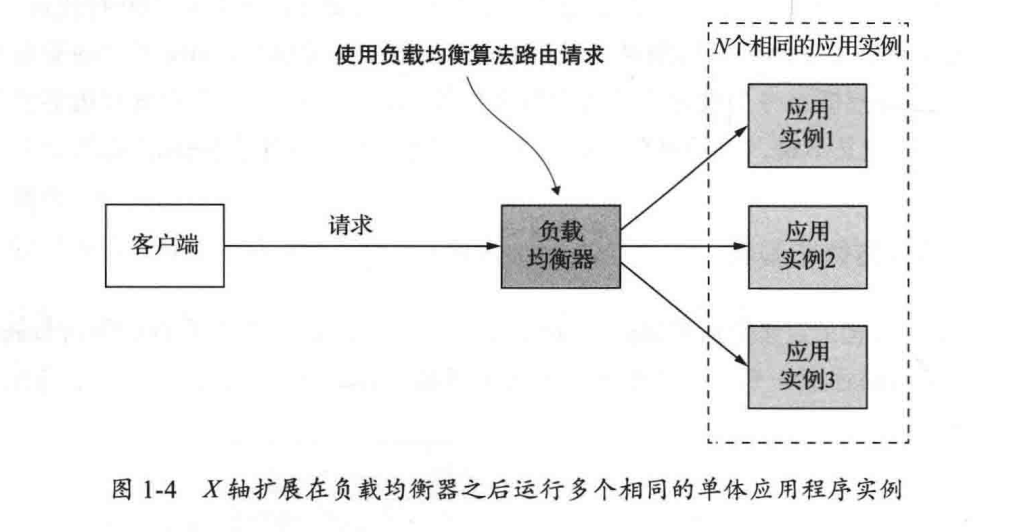 使用负载均衡算法路由请求
N个相同的应用实例
应用
实例1
客户端
请求
负载
均衡器
应用
实例2
应用
实例3
图 1-4 X 轴扩展在负载均衡器之后运行多个相同的单体应用程序实例